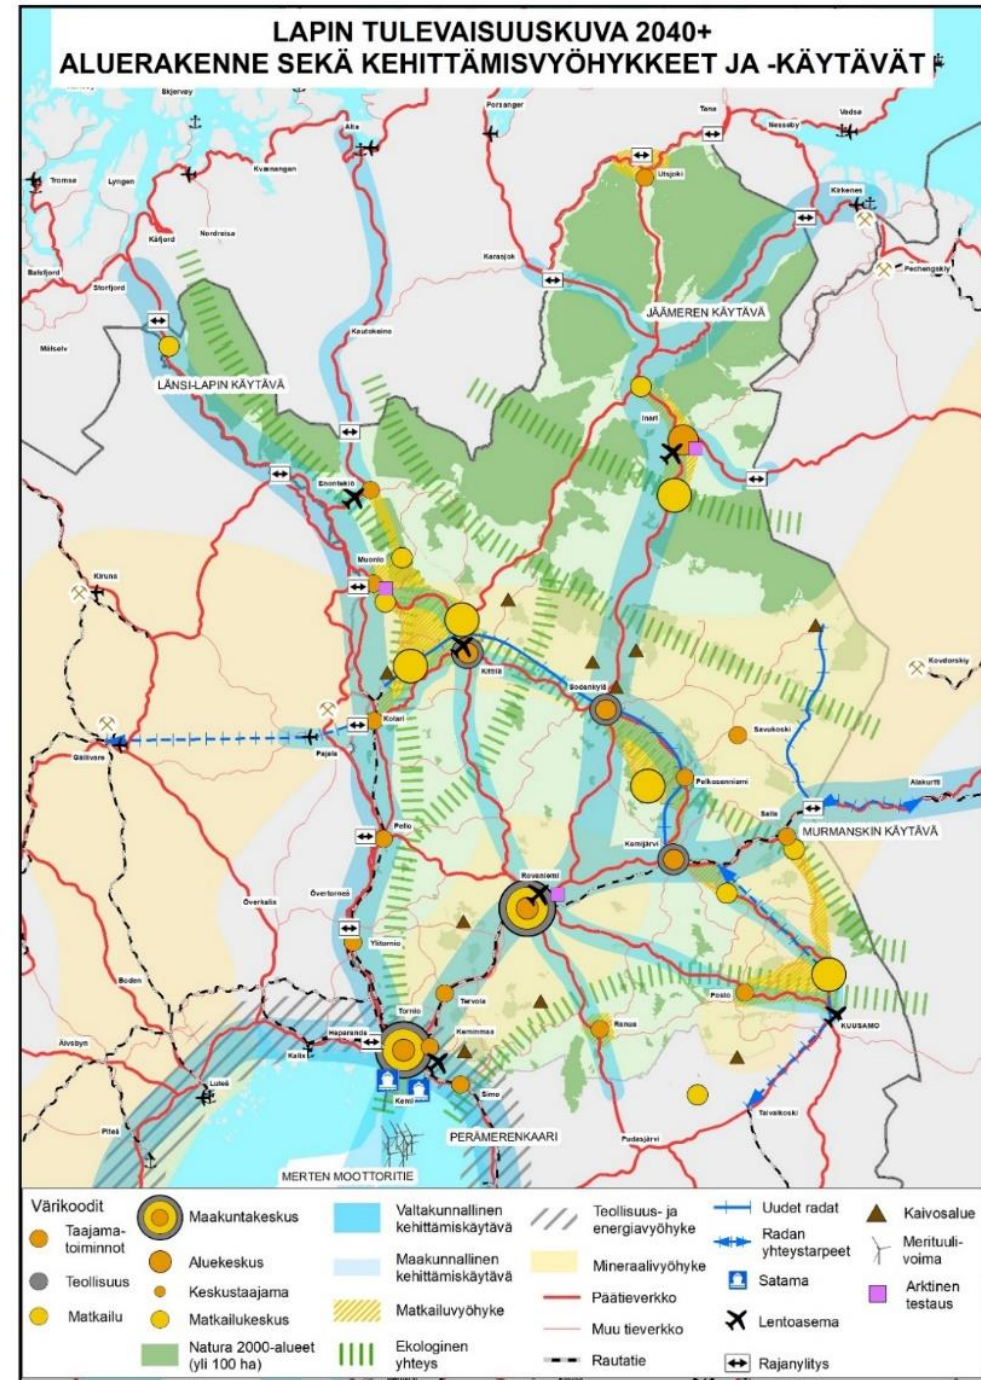 LAPIN TULEVAISUUSKUVA 2040+
ALUERAKENNE SEKÄ KEHITTÄMISVYÖHYKKEET JA -KÄYTÄVÄT
Skjervøy
Alta
Porsanger
Tana
Nesseby
Vadsø
Tromsø
Lyngen
Kvænangen
Utsjoki
Kirkenes
Kåfjord
Nordreisa
Karasjok
Pechengskiy
Balsfjord
Storfjord
JÄÄMEREN KÄYTÄVÄ
Kautokeino
Målselv
LÄNSI-LAPIN KÄYTÄVÄ
Inari
Enontekiö
Muonio
Kiruna
Kittilä
Sodankylä
Kovdorskiy
Kolari
Savukoski
Gällivare
Pajala
Pelkosenniemi
Alakurtti
Salla
Pello
Kemijärvi
MURMANSKIN KÄYTÄVÄ
Övertorneå
Rovaniemi
Överkalix
Ylitornio
Boden
Posio
Tervola
Tornio
Ranua
KUUSAMO
Haparanda
Keminmaa
Älvsbyn
Kalix
Luleå
Kemi
Simo
Taivalkoski
Piteå
PERÄMERENKAARI
Pudasjärvi
MERTEN MOOTTORITIE
Värikoodit
Taajama-
toiminnot
Teollisuus
Matkailu
Maakuntakeskus
Aluekeskus
Keskustaajama
Matkailukeskus
Natura 2000-alueet
(yli 100 ha)
Valtakunnallinen
kehittämiskäytävä
Maakunnallinen
kehittämiskäytävä
Matkailuvyöhyke
Ekologinen
yhteys
Teollisuus- ja
energiavyöhyke
Mineraalivyöhyke
Päätieverkko
Muu tieverkko
Rautatie
Uudet radat
Radan
yhteystarpeet
Satama
Lentoasema
Rajanylitys
Kaivosalue
Merituuli-
voima
Arktinen
testaus